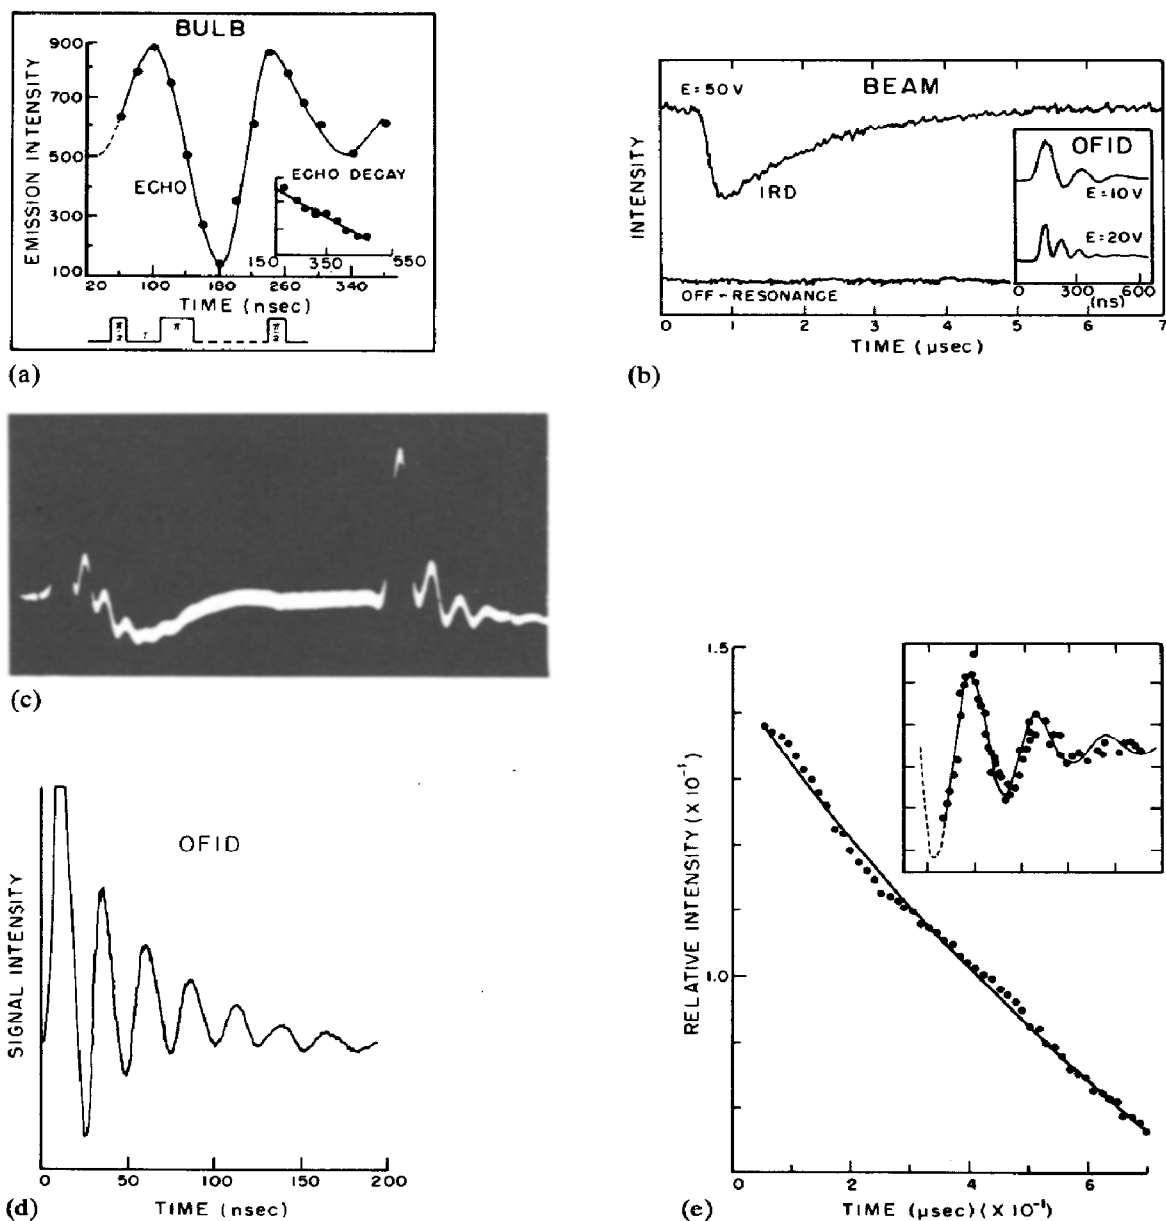 BULB
EMISSION INTENSITY
900
700
500
300
100
ECHO
ECHO DECAY
150
350
550
20
100
180
260
340
TIME (nsec)
π/2
τ
π
π/2
(a)
BEAM
E=50V
INTENSITY
IRD
OFF-RESONANCE
OFID
E=10V
E=20V
0
300
600
(ns)
0
1
2
3
4
5
6
7
TIME (μsec)
(b)
(c)
OFID
SIGNAL INTENSITY
0
50
100
150
200
TIME (nsec)
(d)
1.5
1.0
RELATIVE INTENSITY (×10⁻¹)
0
2
4
6
TIME (μsec)(×10⁻¹)
(e)